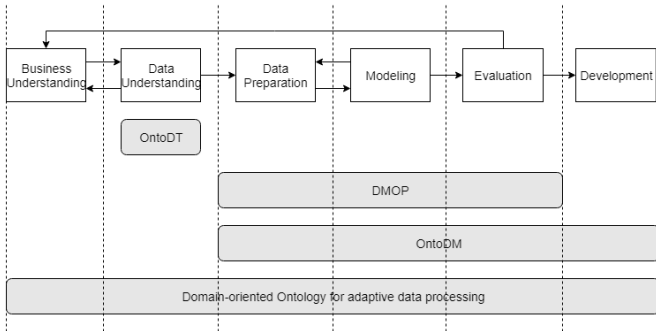 Business
Understanding
Data
Understanding
Data
Preparation
Modeling
Evaluation
Development
OntoDT
DMOP
OntoDM
Domain-oriented Ontology for adaptive data processing